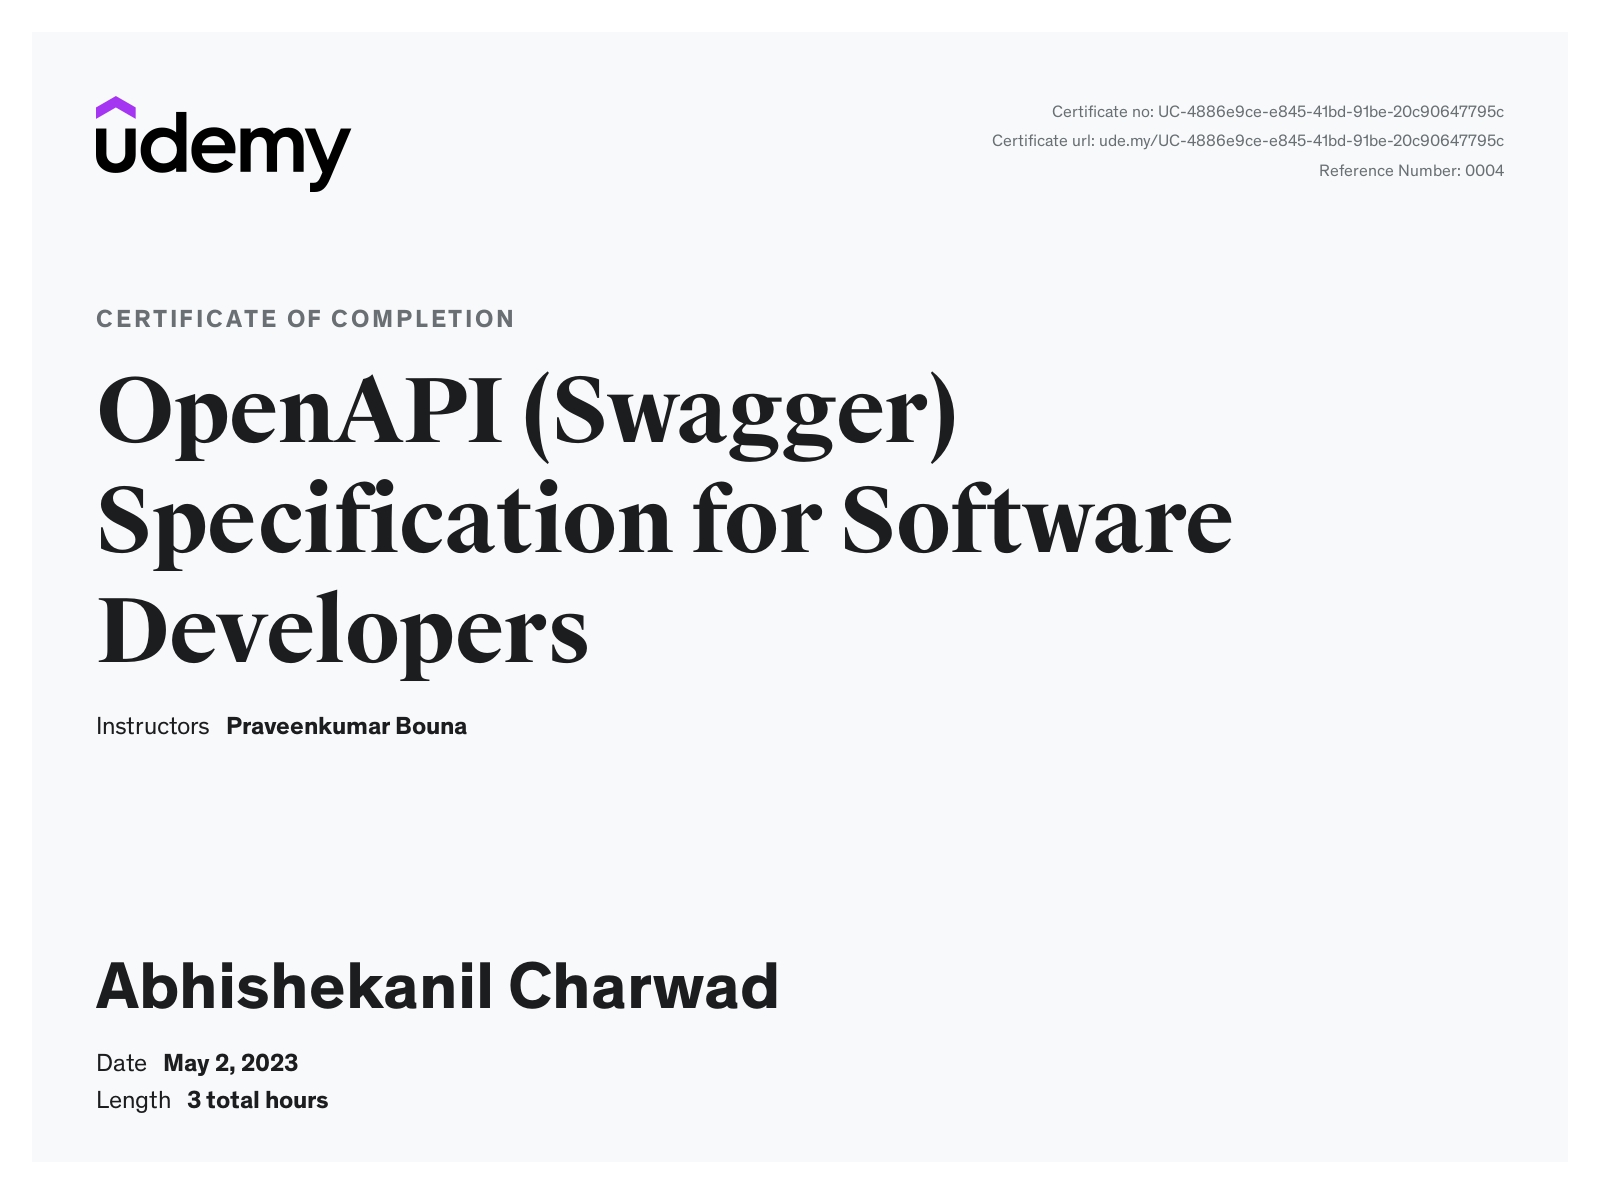 udemy
Certificate no: UC-4886e9ce-e845-41bd-91be-20c90647795c
Certificate url: ude.my/UC-4886e9ce-e845-41bd-91be-20c90647795c
Reference Number: 0004
CERTIFICATE OF COMPLETION
OpenAPI (Swagger)
Specification for Software
Developers
Instructors Praveenkumar Bouna
Abhishekanil Charwad
Date May 2, 2023
Length 3 total hours